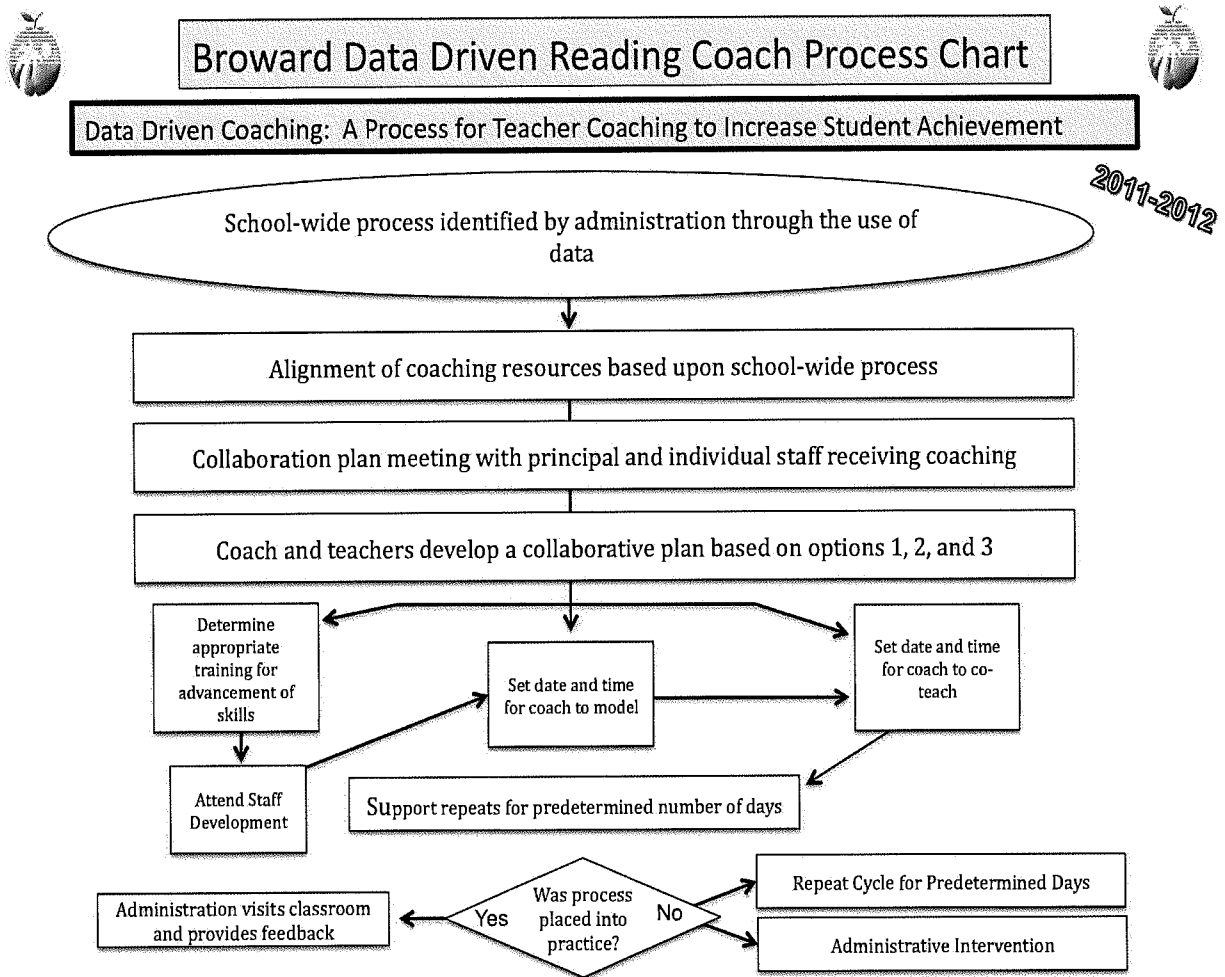 Broward Data Driven Reading Coach Process Chart
Data Driven Coaching: A Process for Teacher Coaching to Increase Student Achievement
2011-2012
School-wide process identified by administration through the use of
data
Alignment of coaching resources based upon school-wide process
Collaboration plan meeting with principal and individual staff receiving coaching
Coach and teachers develop a collaborative plan based on options 1, 2, and 3
Determine
appropriate
training for
advancement of
skills
Set date and time
for coach to model
Set date and time
for coach to co-
teach
Attend Staff
Development
Support repeats for predetermined number of days
Was process
placed into
practice?
Yes
No
Administration visits classroom
and provides feedback
Repeat Cycle for Predetermined Days
Administrative Intervention